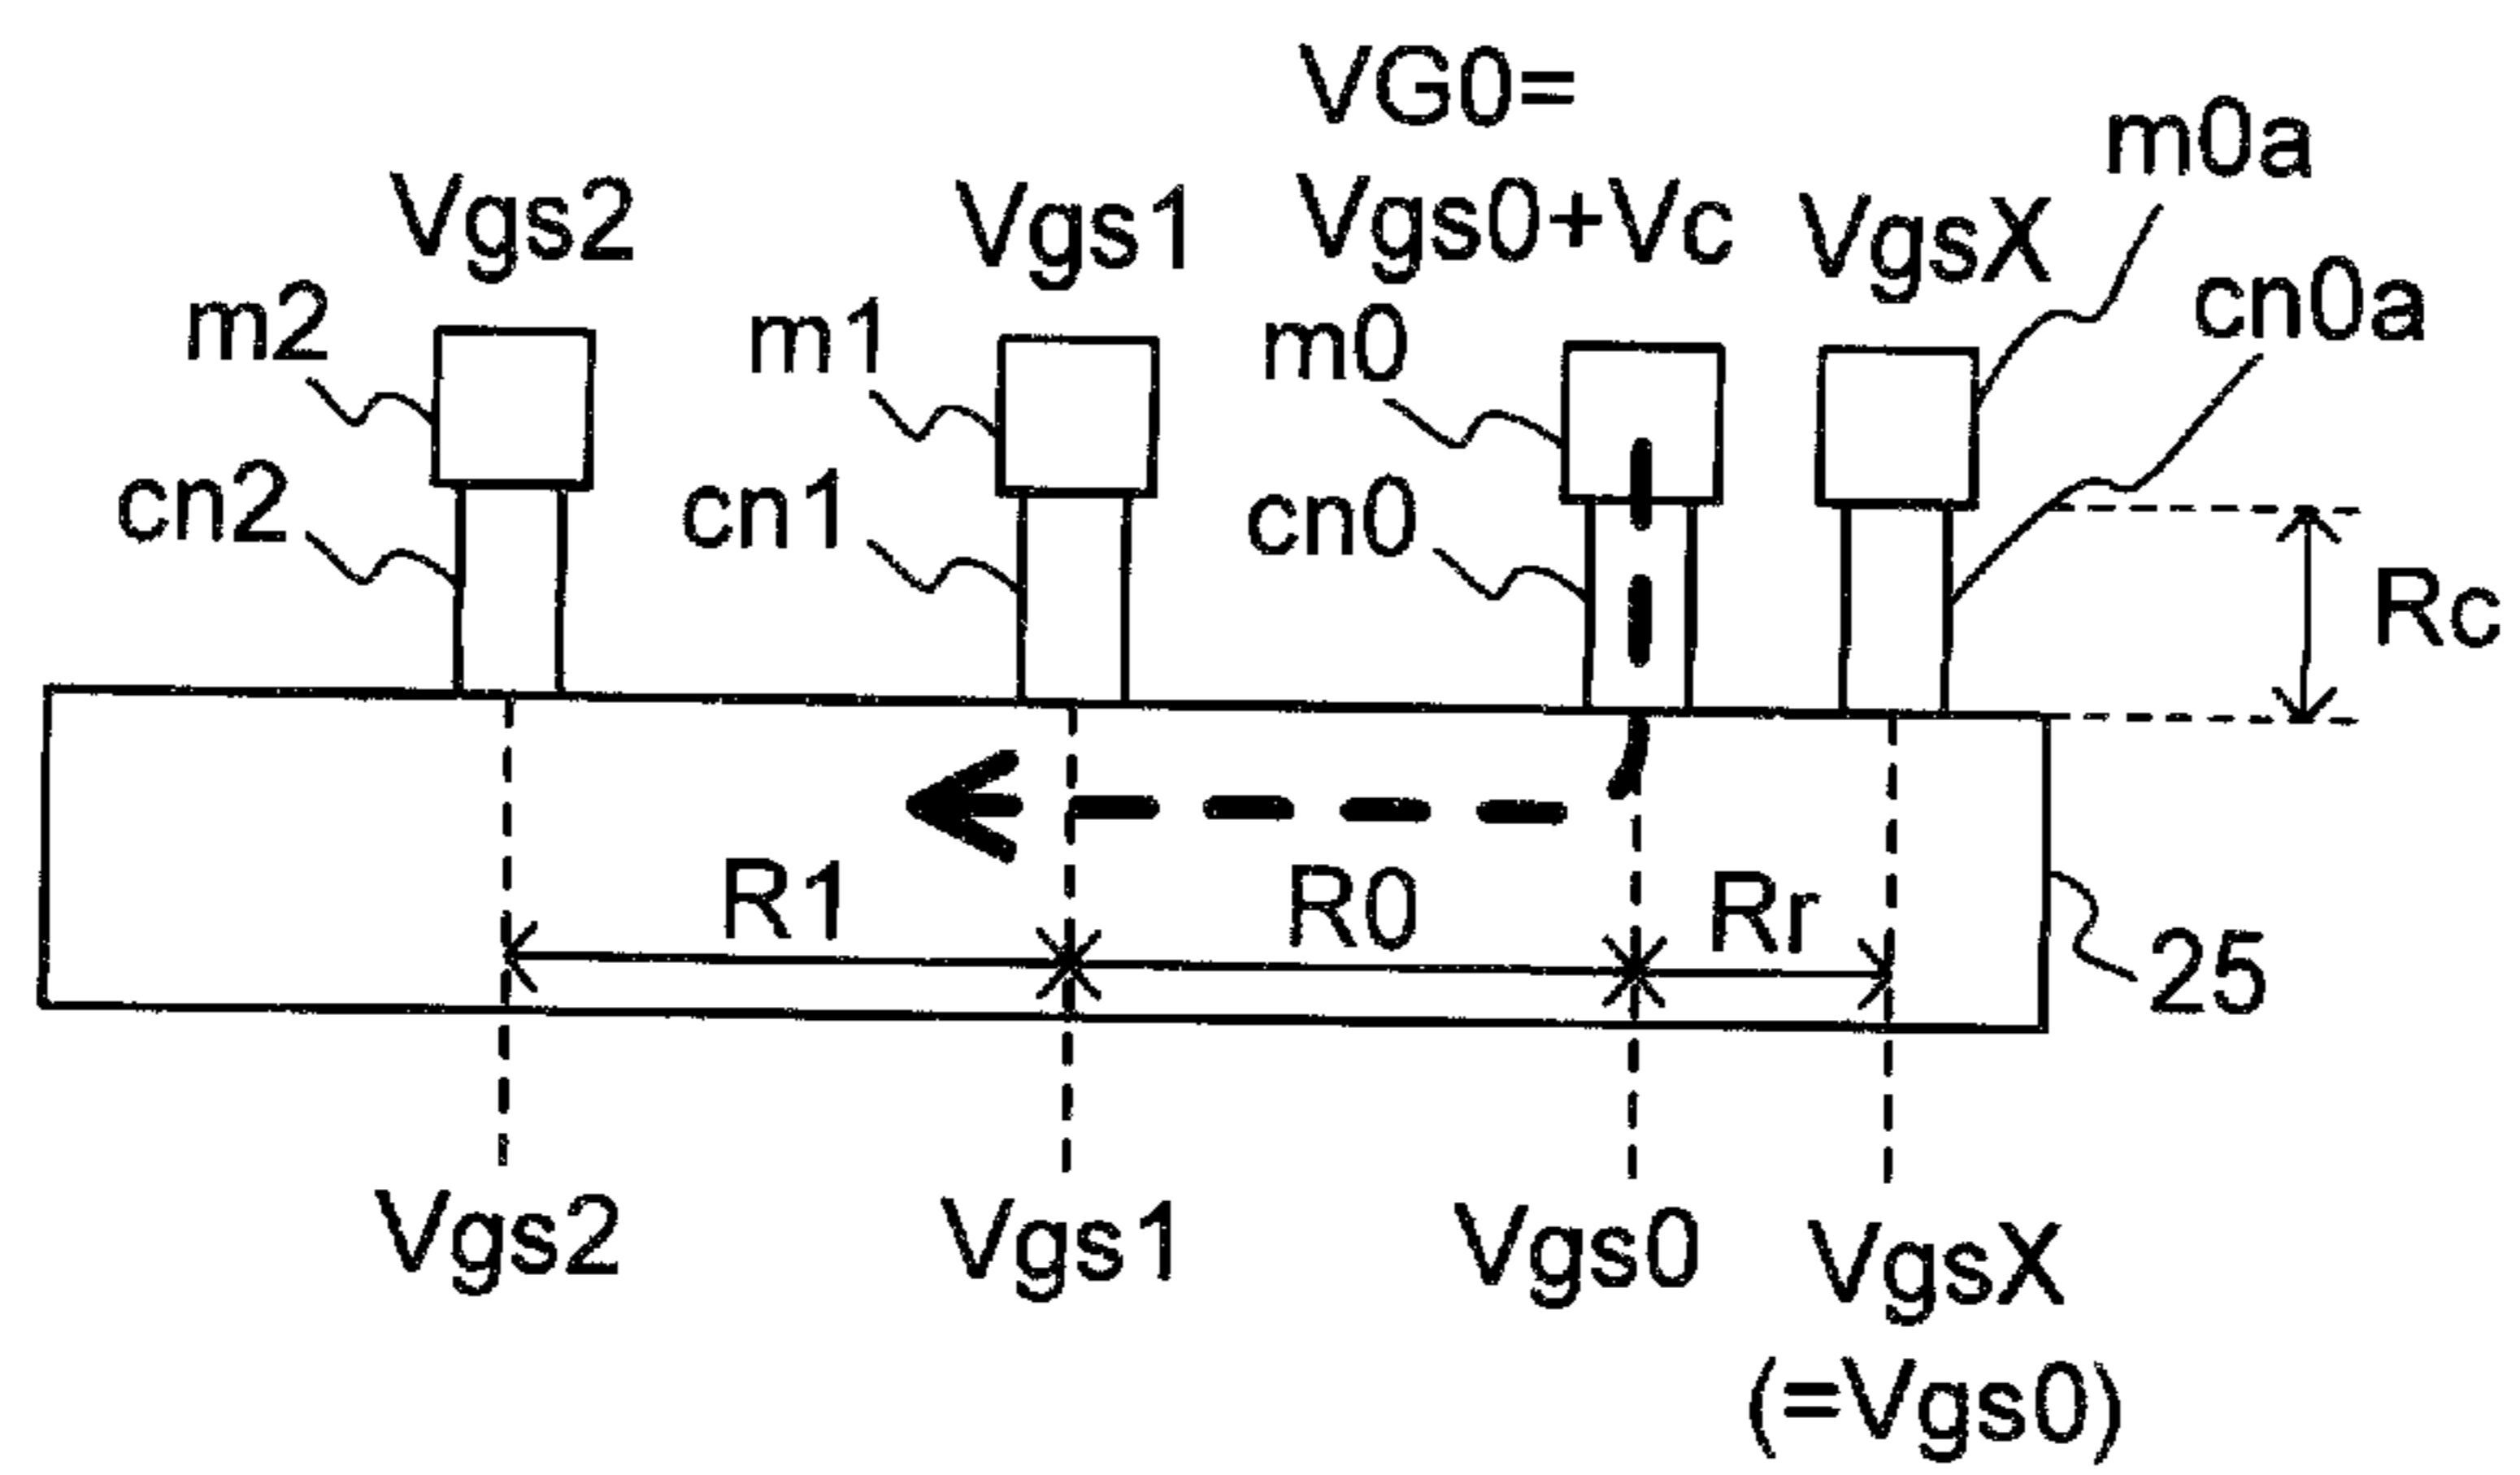 VG0=
Vgs2 Vgs1 Vgs0+Vc VgsX m0a
m2 m1 m0 cn0a
cn2 cn1 cn0
Rc
R1 R0 Rr
25
Vgs2 Vgs1 Vgs0 VgsX
(=Vgs0)